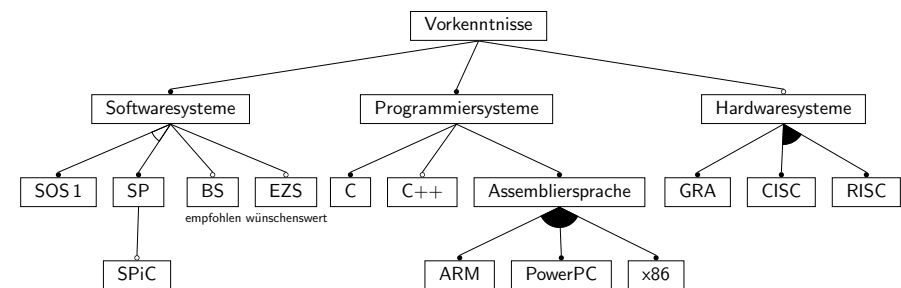 Vorkenntnisse
Softwaresysteme Programmiersysteme Hardwaresysteme
SOS 1 SP BS EZS C C++ Assembliersprache GRA CISC RISC
empfohlen wünschenswert
SPiC ARM PowerPC x86